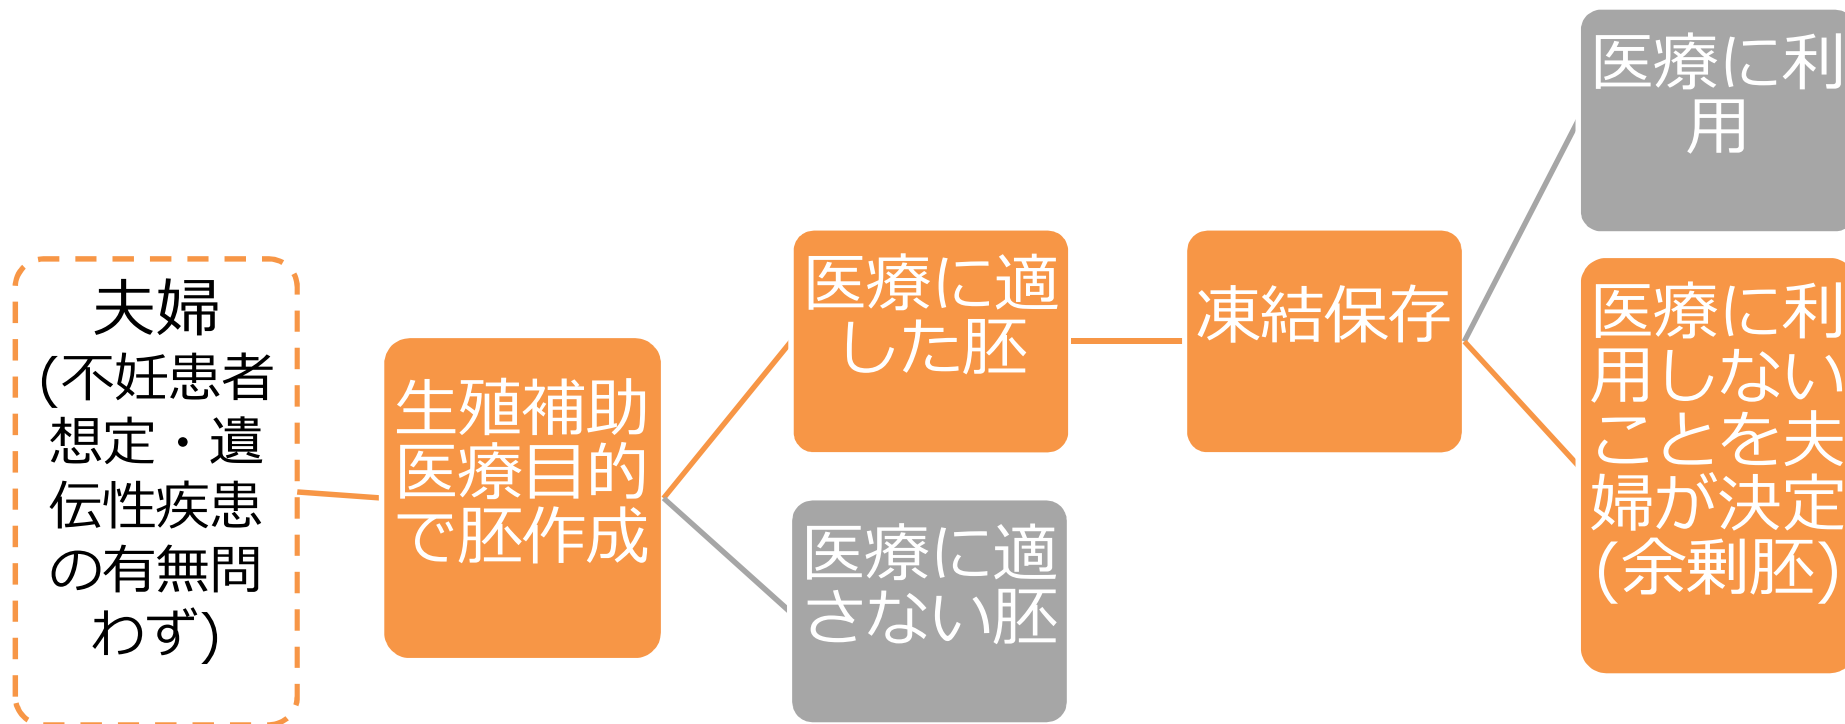 夫婦
(不妊患者
想定・遺
伝性疾患
の有無問
わず)
生殖補助
医療目的
で胚作成
医療に適
した胚
医療に適
さない胚
凍結保存
医療に利
用
医療に利
用しない
ことを夫
婦が決定
(余剰胚)